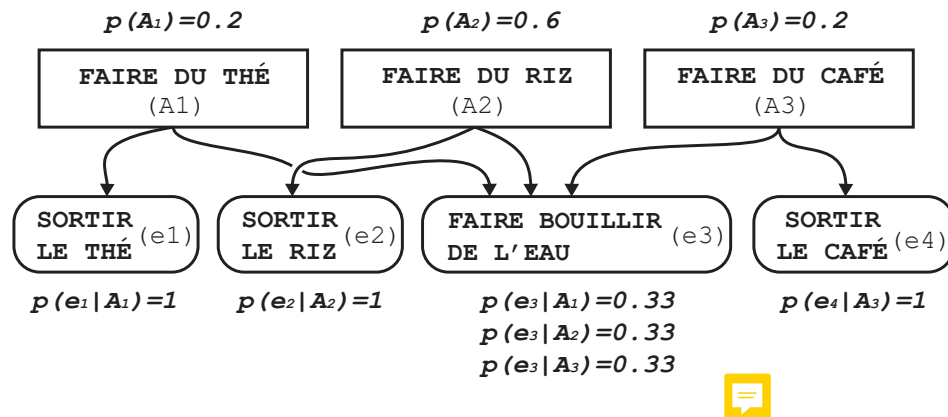 p(A₁)=0.2 p(A₂)=0.6 p(A₃)=0.2
FAIRE DU THÉ
(A1)
FAIRE DU RIZ
(A2)
FAIRE DU CAFÉ
(A3)
SORTIR
LE THÉ (e1)
SORTIR
LE RIZ (e2)
FAIRE BOUILLIR
DE L'EAU (e3)
SORTIR
LE CAFÉ (e4)
p(e₁|A₁)=1
p(e₂|A₂)=1
p(e₃|A₁)=0.33
p(e₃|A₂)=0.33
p(e₃|A₃)=0.33
p(e₄|A₃)=1